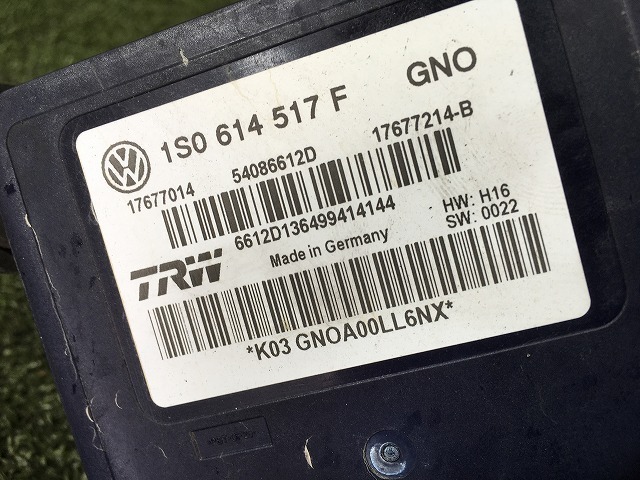 1S0 614 517 F GNO
17677014 54086612D 17677214-B
6612D136499414144
HW: H16
SW: 0022
TRW
Made in Germany
*K03 GNOA00LL6NX*